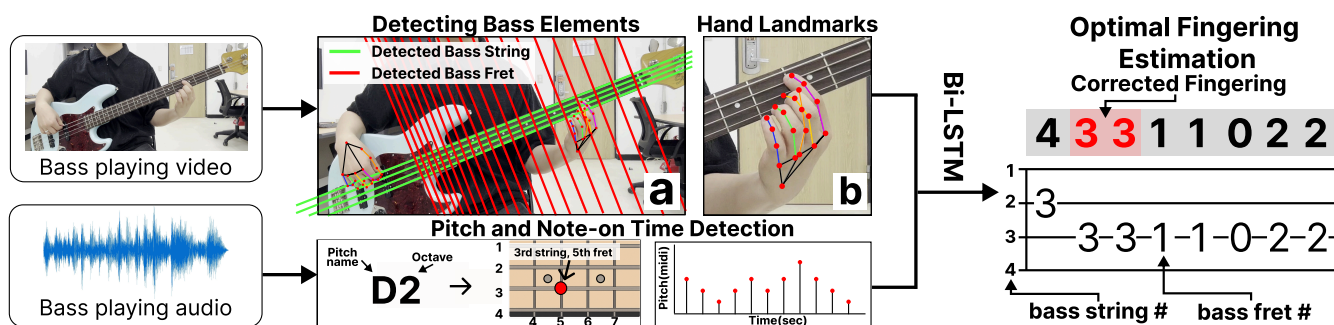 Bass playing video
Bass playing audio
Detecting Bass Elements
Detected Bass String
Detected Bass Fret
a
Hand Landmarks
b
Pitch and Note-on Time Detection
Pitch
name
Octave
D2
3rd string, 5th fret
1
2
3
4
4 5 6 7
Pitch(midi)
Time(sec)
Bi-LSTM
Optimal Fingering
Estimation
Corrected Fingering
4 3 3 1 1 0 2 2
1
2
3
4
3
3 3 1 1 0 2 2
bass string #
bass fret #